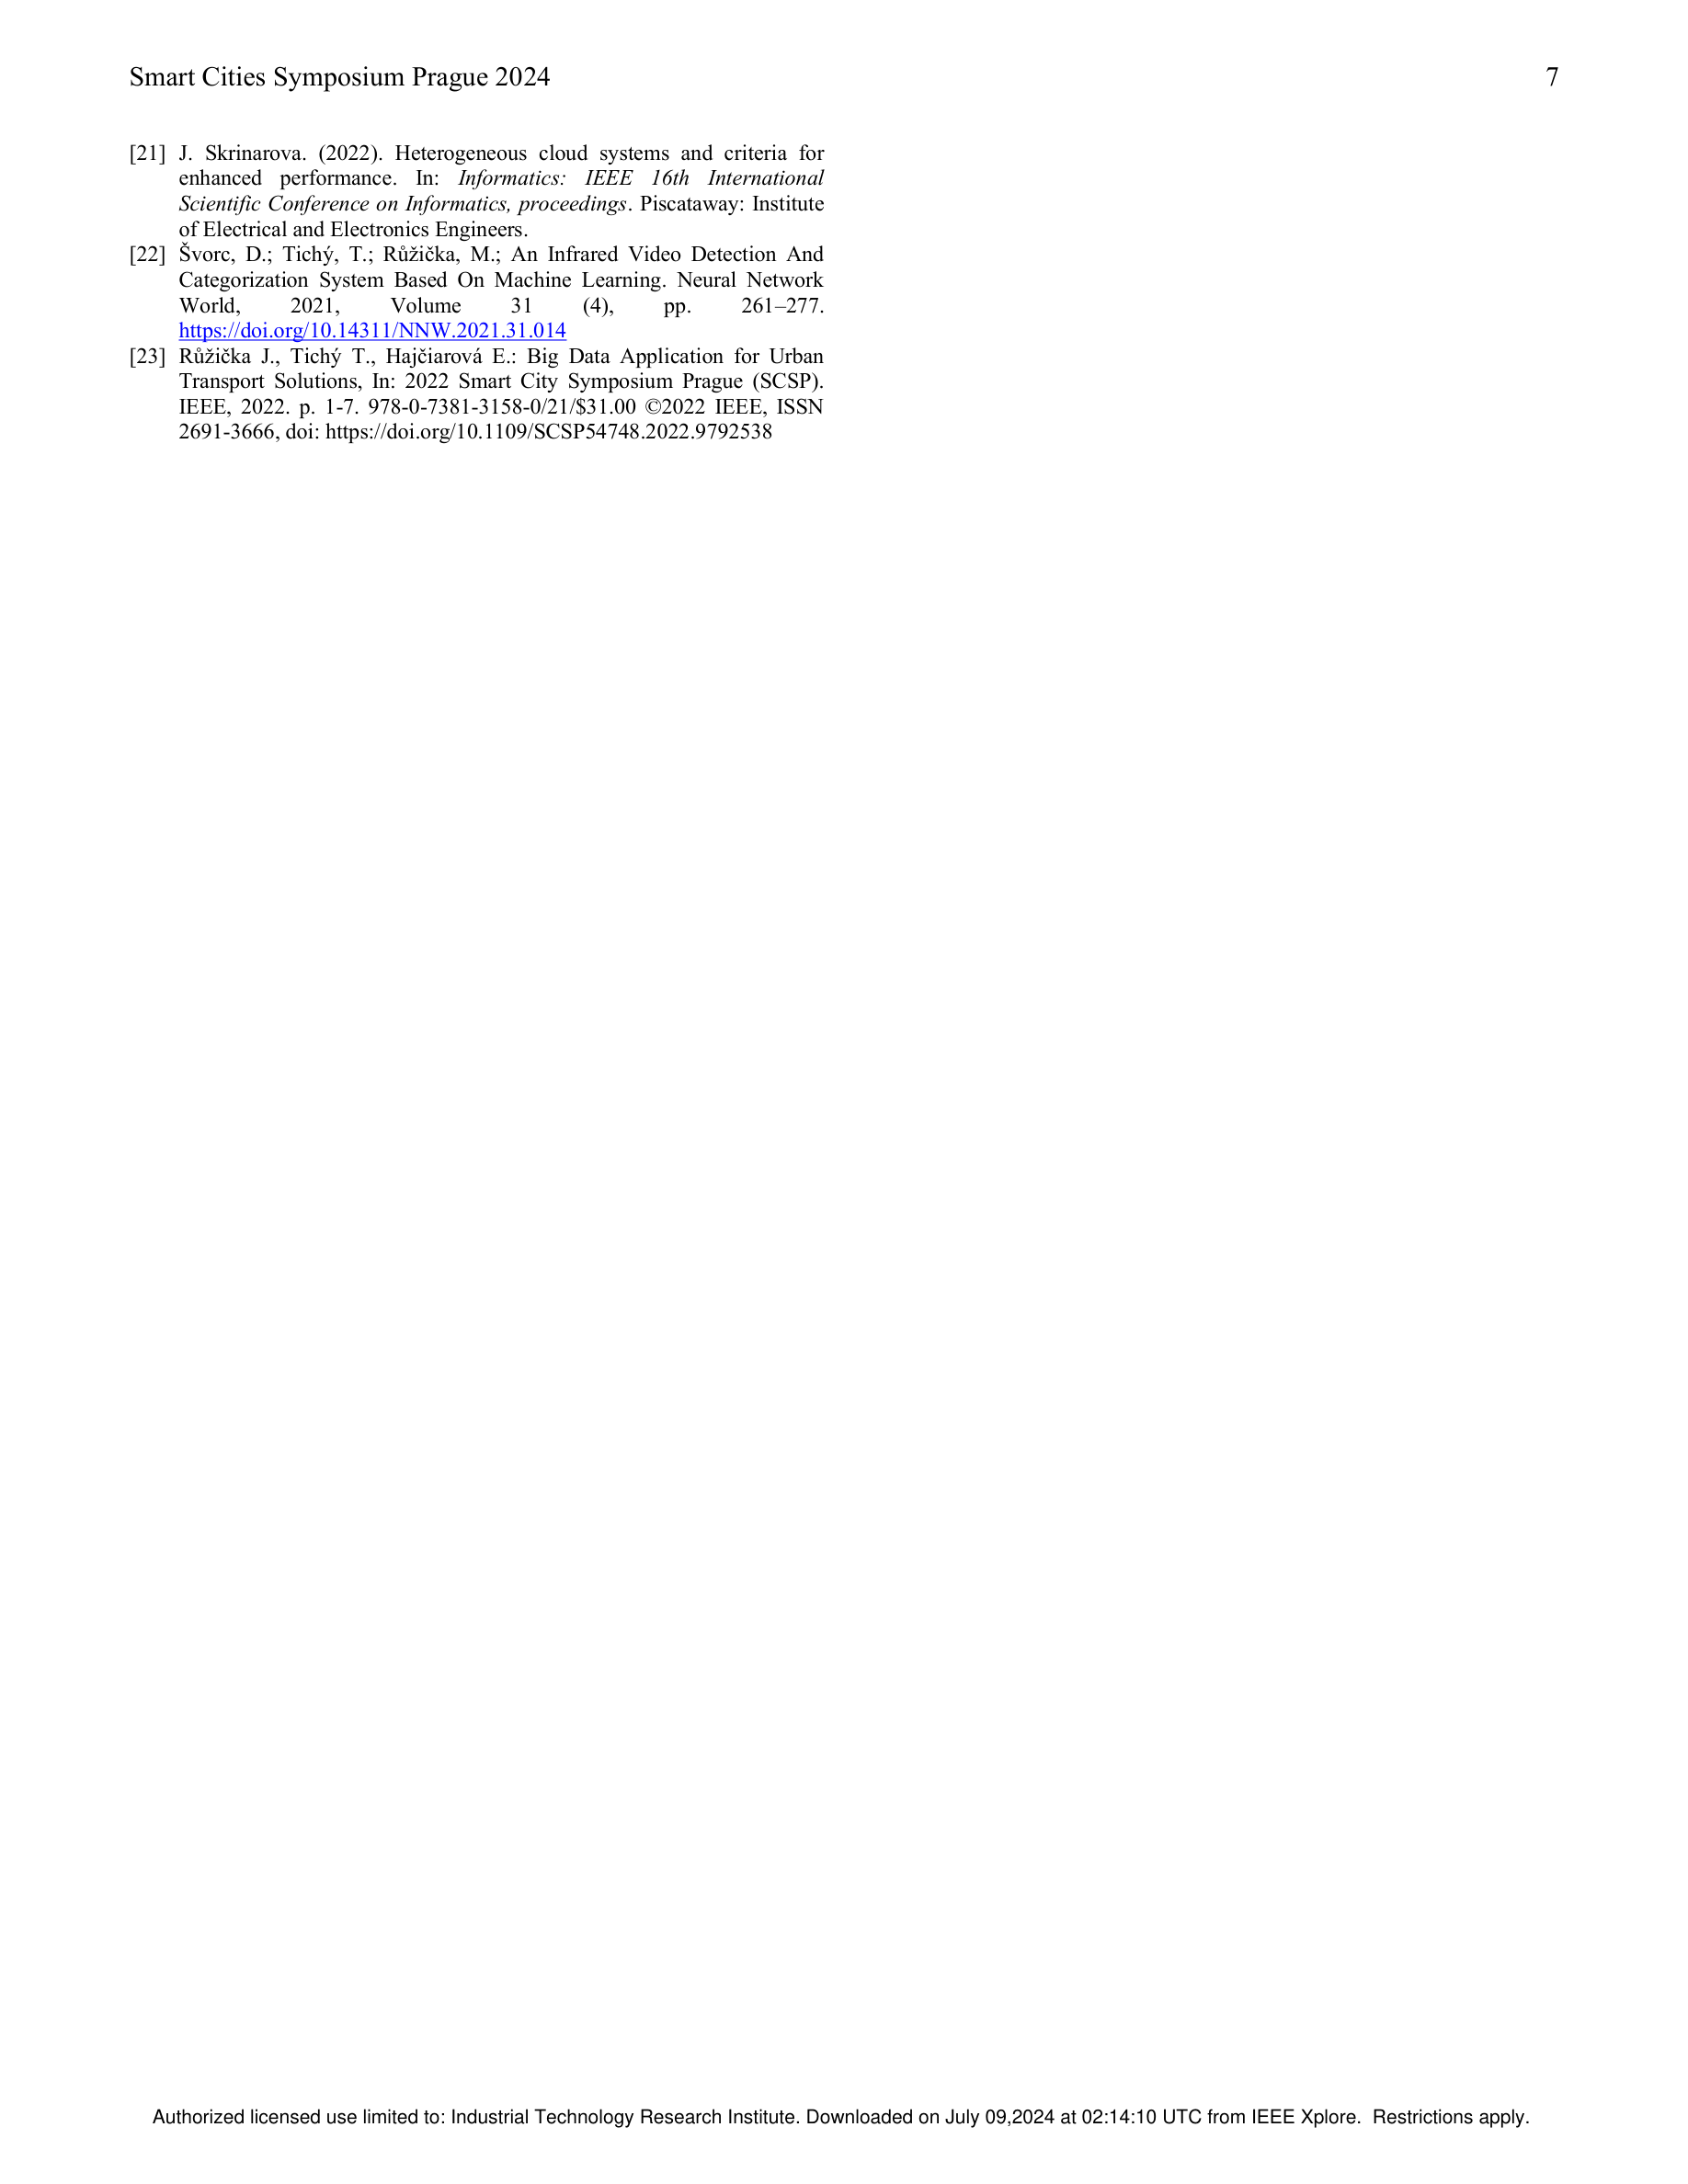 Smart Cities Symposium Prague 2024 7
[21] J. Skrinarova. (2022). Heterogeneous cloud systems and criteria for
enhanced performance. In: Informatics: IEEE 16th International
Scientific Conference on Informatics, proceedings. Piscataway: Institute
of Electrical and Electronics Engineers.
[22] Švorc, D.; Tichý, T.; Růžička, M.; An Infrared Video Detection And
Categorization System Based On Machine Learning. Neural Network
World, 2021, Volume 31 (4), pp. 261–277.
https://doi.org/10.14311/NNW.2021.31.014
[23] Růžička J., Tichý T., Hajčiarová E.: Big Data Application for Urban
Transport Solutions, In: 2022 Smart City Symposium Prague (SCSP).
IEEE, 2022. p. 1-7. 978-0-7381-3158-0/21/$31.00 ©2022 IEEE, ISSN
2691-3666, doi: https://doi.org/10.1109/SCSP54748.2022.9792538
Authorized licensed use limited to: Industrial Technology Research Institute. Downloaded on July 09,2024 at 02:14:10 UTC from IEEE Xplore. Restrictions apply.